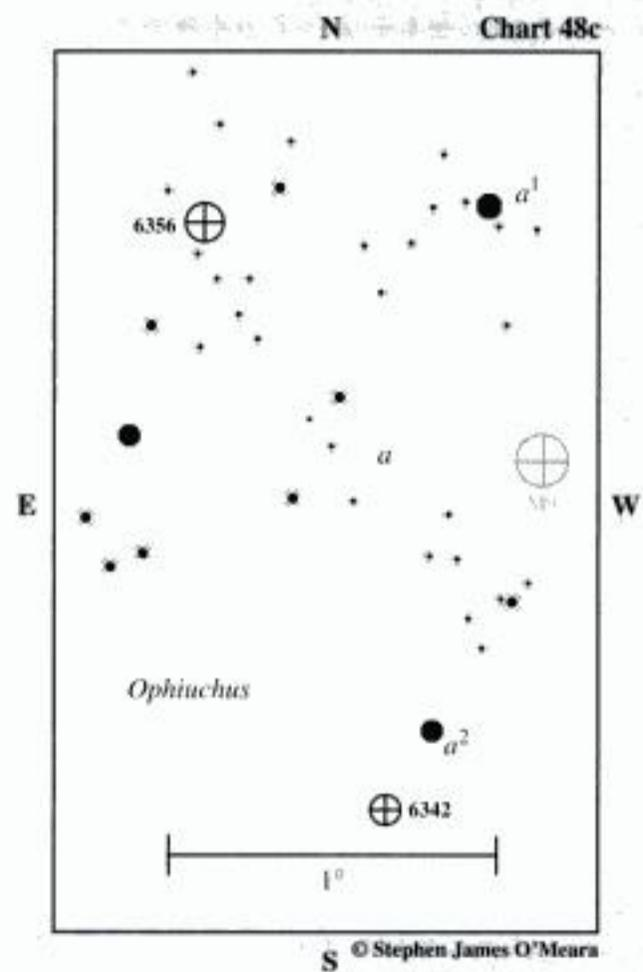 N Chart 48c
a¹
6356
a
E W
Ophiuchus
a²
6342
1°
S © Stephen James O'Meara